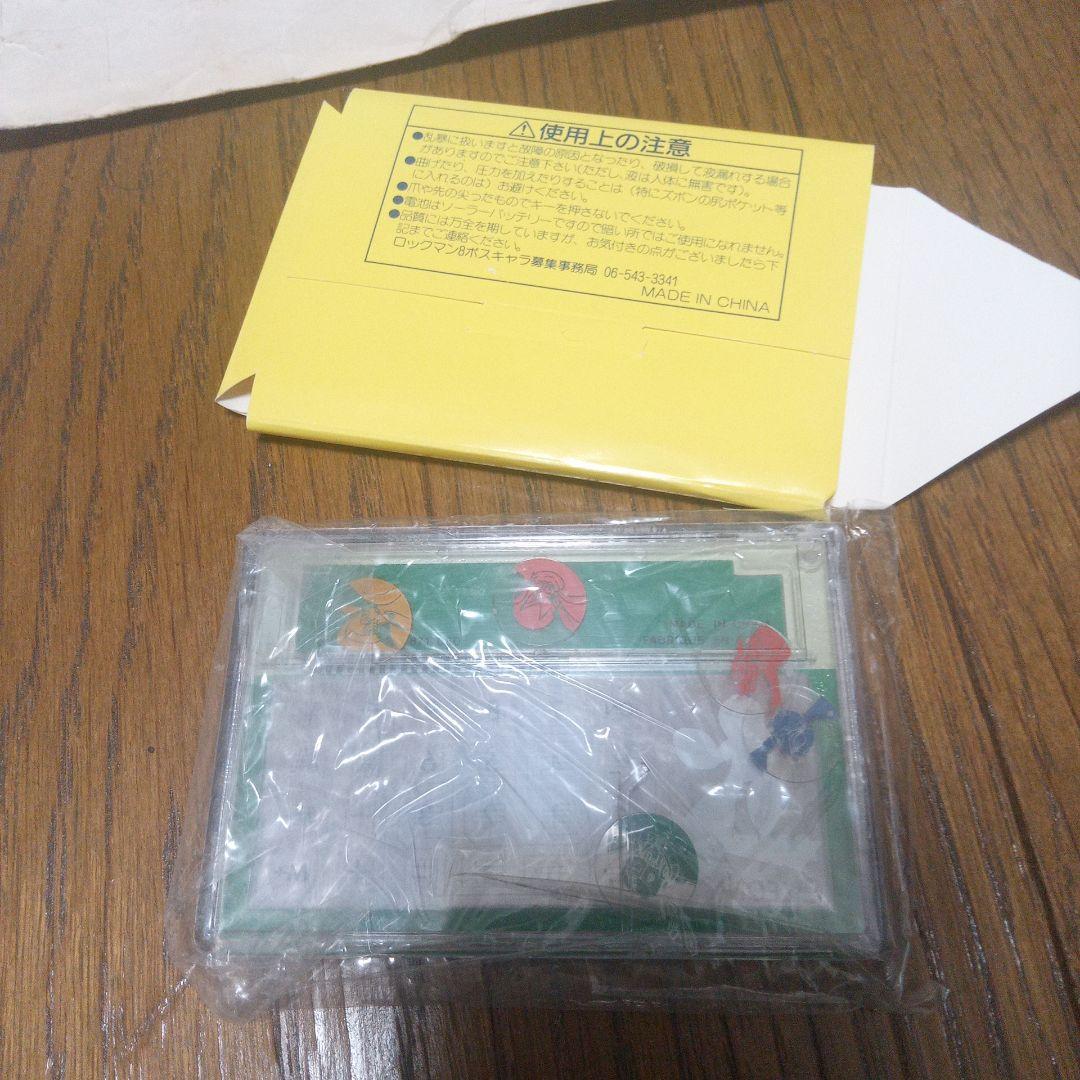 ⚠使用上の注意
●乱暴に扱いますと故障の原因となったり、破損して液漏れする場合
がありますのでご注意下さい(ただし、液は人体に無害です)。
●曲げたり、圧力を加えたりすることは(特にズボンの尻ポケット等
に入れるのは)お避けください。
●爪や先の尖ったものでキーを押さないでください。
●電池はソーラーバッテリーですので暗い所ではご使用になれません。
●品質には万全を期していますが、お気付きの点がございましたら下
記までご連絡ください。
ロックマン8ボスキャラ募集事務局 06-543-3341
MADE IN CHINA
MADE IN
FABRIQUE EN